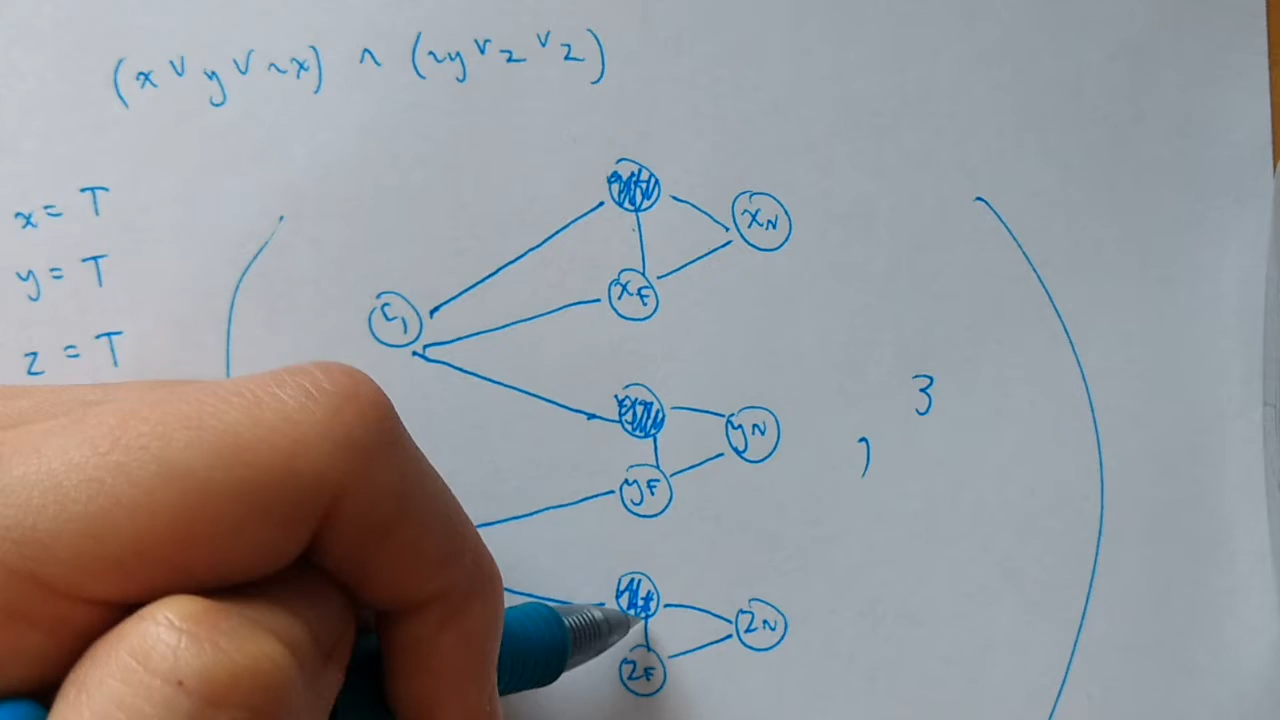 (x ∨ y ∨ ~x) ∧ (~y ∨ z ∨ z)
x = T
xN
y = T
xF
C1
z = T
3
yN
,
yF
zN
zF